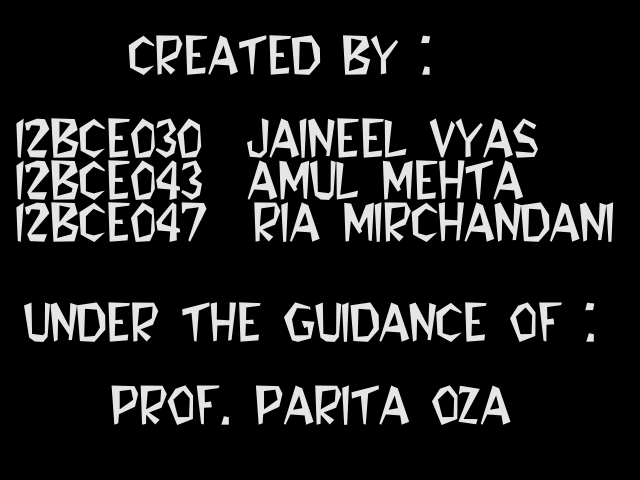 CREATED BY :
12BCE030 JAINEEL VYAS
12BCE043 AMUL MEHTA
12BCE047 RIA MIRCHANDANI
UNDER THE GUIDANCE OF :
PROF. PARITA OZA